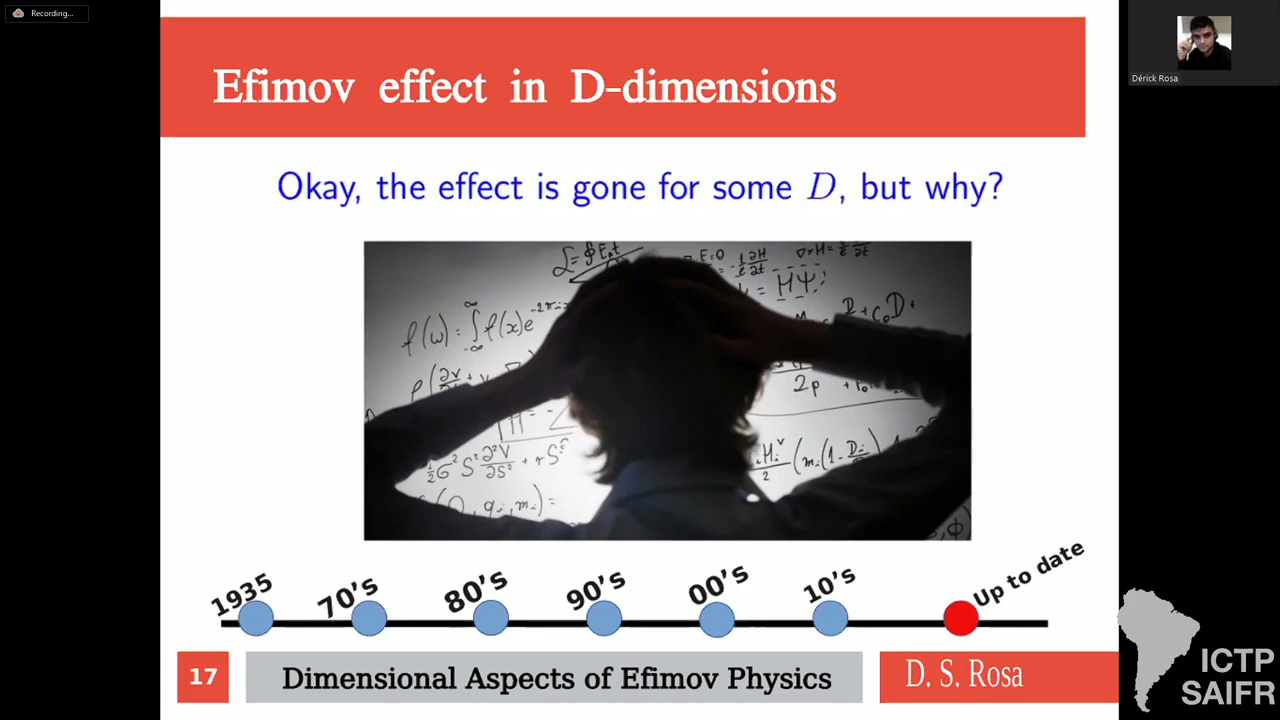 Recording...
Efimov effect in D-dimensions
Dérick Rosa
Okay, the effect is gone for some D, but why?
1935
70's
80's
90's
00's
10's
Up to date
17
Dimensional Aspects of Efimov Physics
D. S. Rosa
ICTP
SAIFR